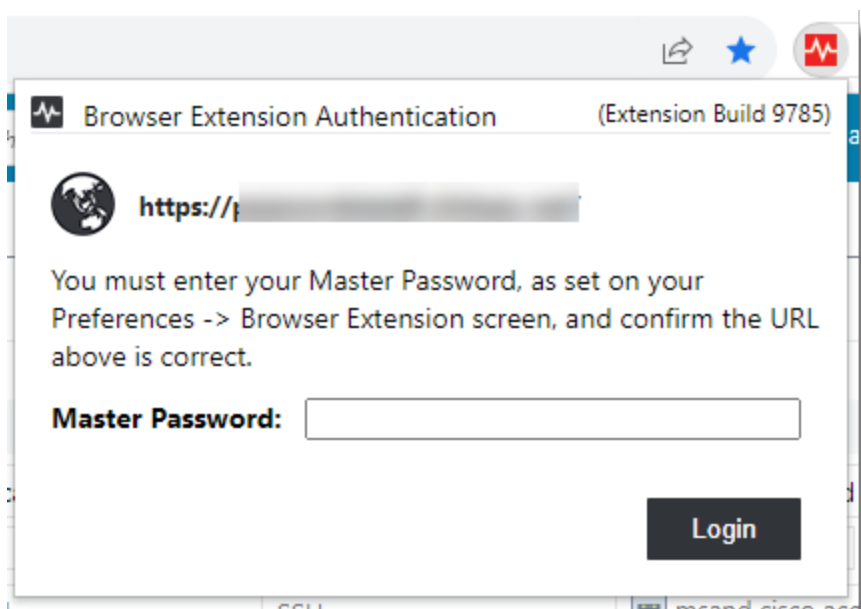 Browser Extension Authentication
(Extension Build 9785)
https://
You must enter your Master Password, as set on your
Preferences -> Browser Extension screen, and confirm the URL
above is correct.
Master Password:
Login